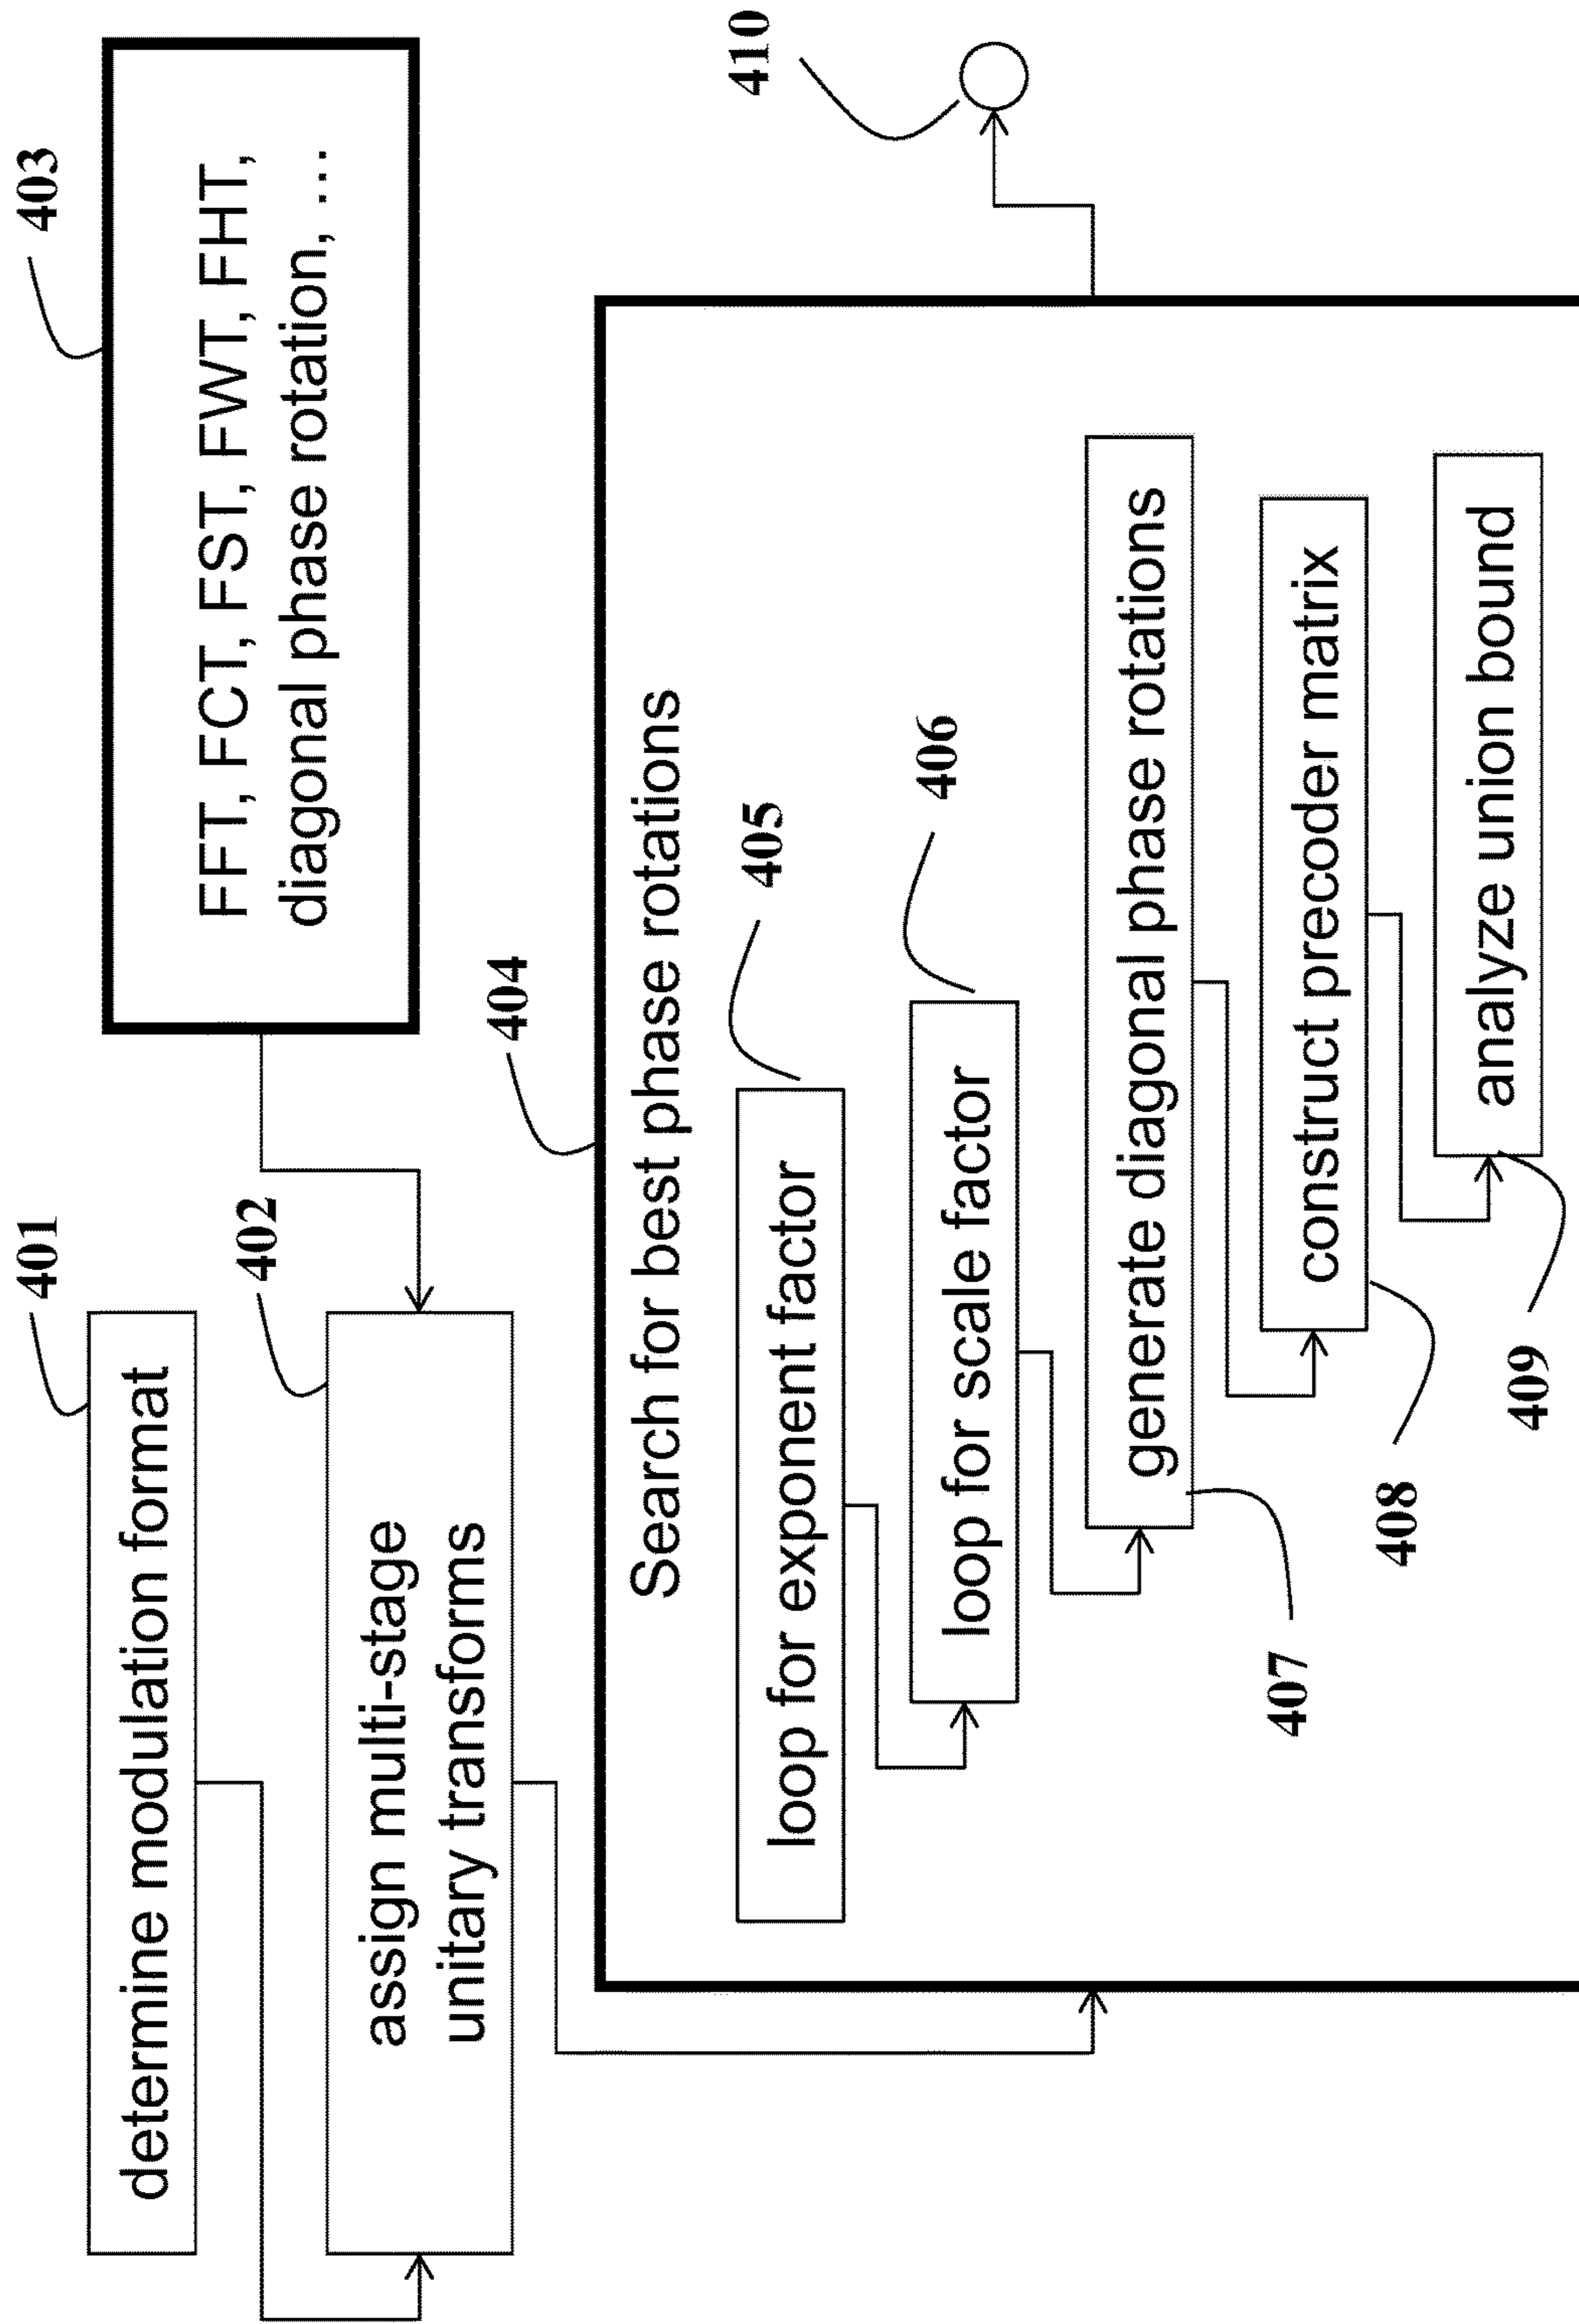 401
determine modulation format
402
assign multi-stage
unitary transforms
403
FFT, FCT, FST, FWT, FHT,
diagonal phase rotation, ...
404
Search for best phase rotations
405
loop for exponent factor
406
loop for scale factor
generate diagonal phase rotations
407
construct precoder matrix
408
analyze union bound
409
410